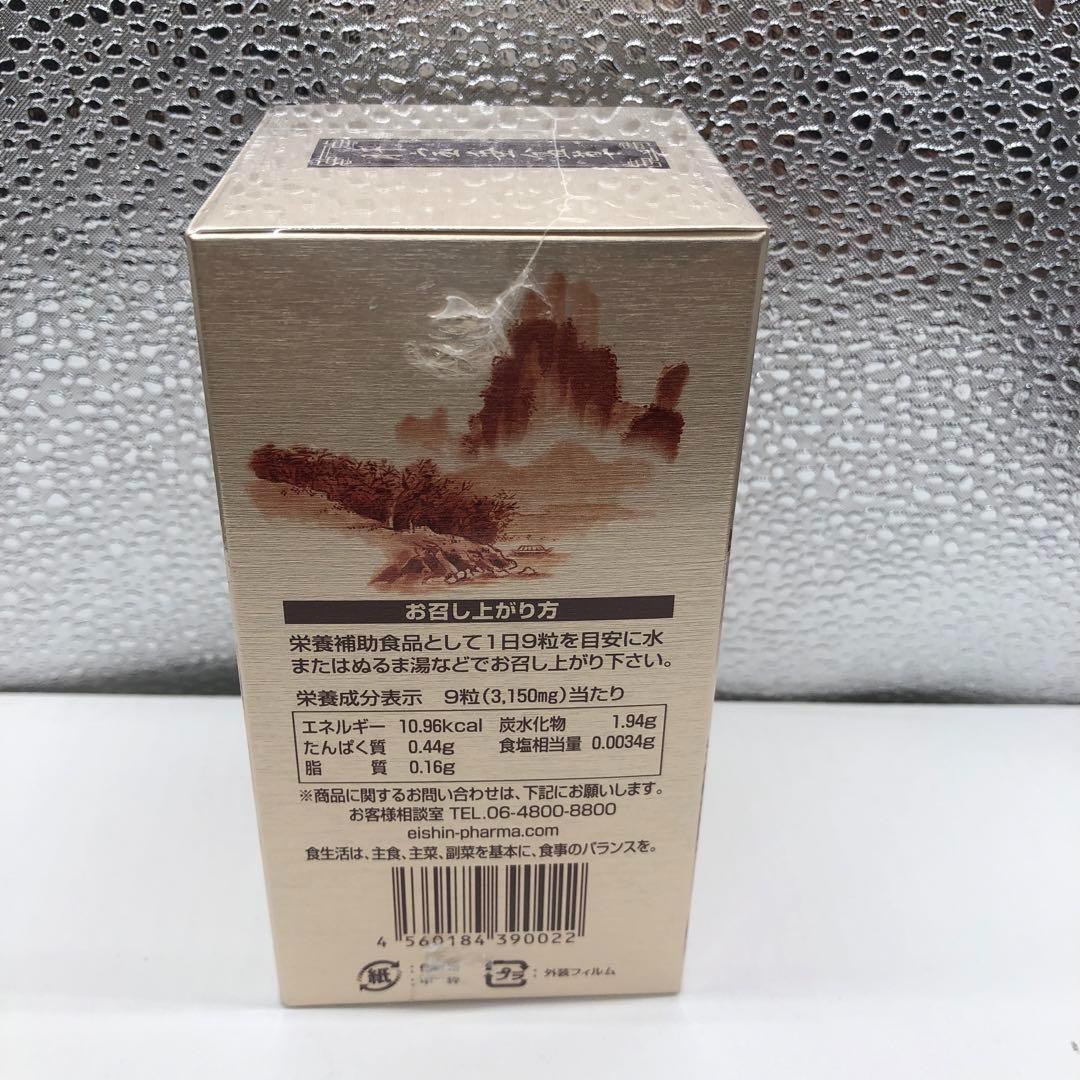 お召し上がり方
栄養補助食品として1日9粒を目安に水
またはぬるま湯などでお召し上がり下さい。
栄養成分表示 9粒(3,150mg)当たり
エネルギー 10.96kcal 炭水化物 1.94g
たんぱく質 0.44g 食塩相当量 0.0034g
脂質 0.16g
※商品に関するお問い合わせは、下記にお願いします。
お客様相談室 TEL.06-4800-8800
eishin-pharma.com
食生活は、主食、主菜、副菜を基本に、食事のバランスを。
4 560184 390022
紙
プラ : 外装フィルム